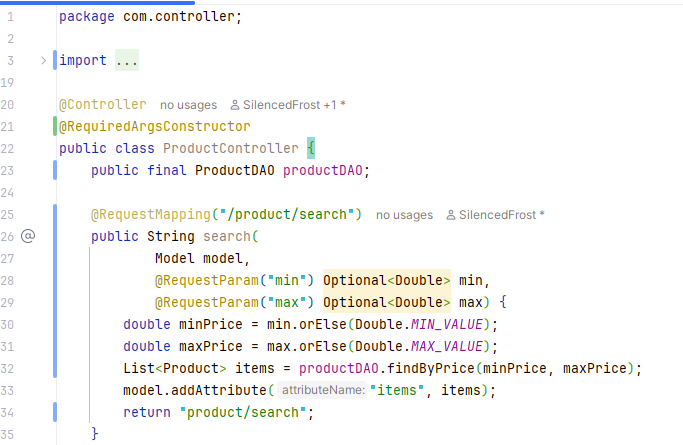 1 package com.controller;
2
3 import ...
19
20 @Controller no usages SilencedFrost +1 *
21 @RequiredArgsConstructor
22 public class ProductController {
23 public final ProductDAO productDAO;
24
25 @RequestMapping("/product/search") no usages SilencedFrost *
26 public String search(
27 Model model,
28 @RequestParam("min") Optional<Double> min,
29 @RequestParam("max") Optional<Double> max) {
30 double minPrice = min.orElse(Double.MIN_VALUE);
31 double maxPrice = max.orElse(Double.MAX_VALUE);
32 List<Product> items = productDAO.findByPrice(minPrice, maxPrice);
33 model.addAttribute( attributeName: "items", items);
34 return "product/search";
35 }